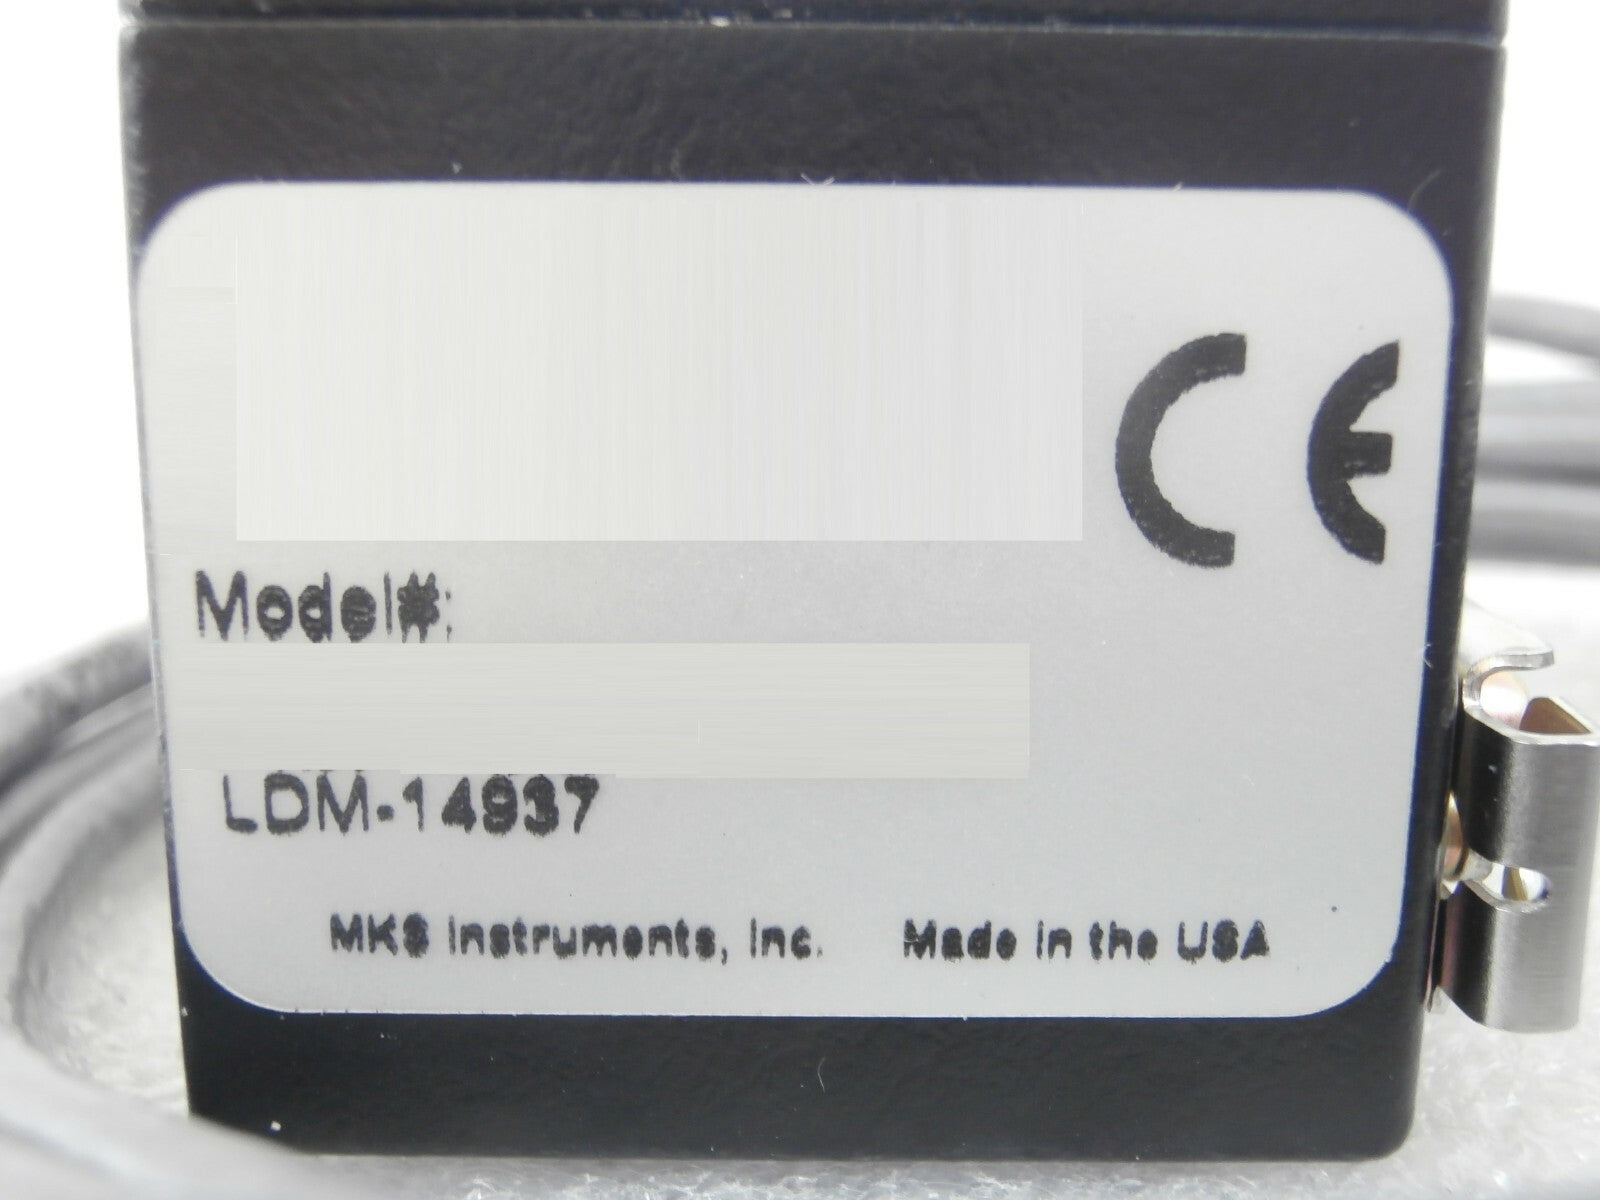 CE
Model#:
LDM-14937
MKS Instruments, Inc. Made in the USA